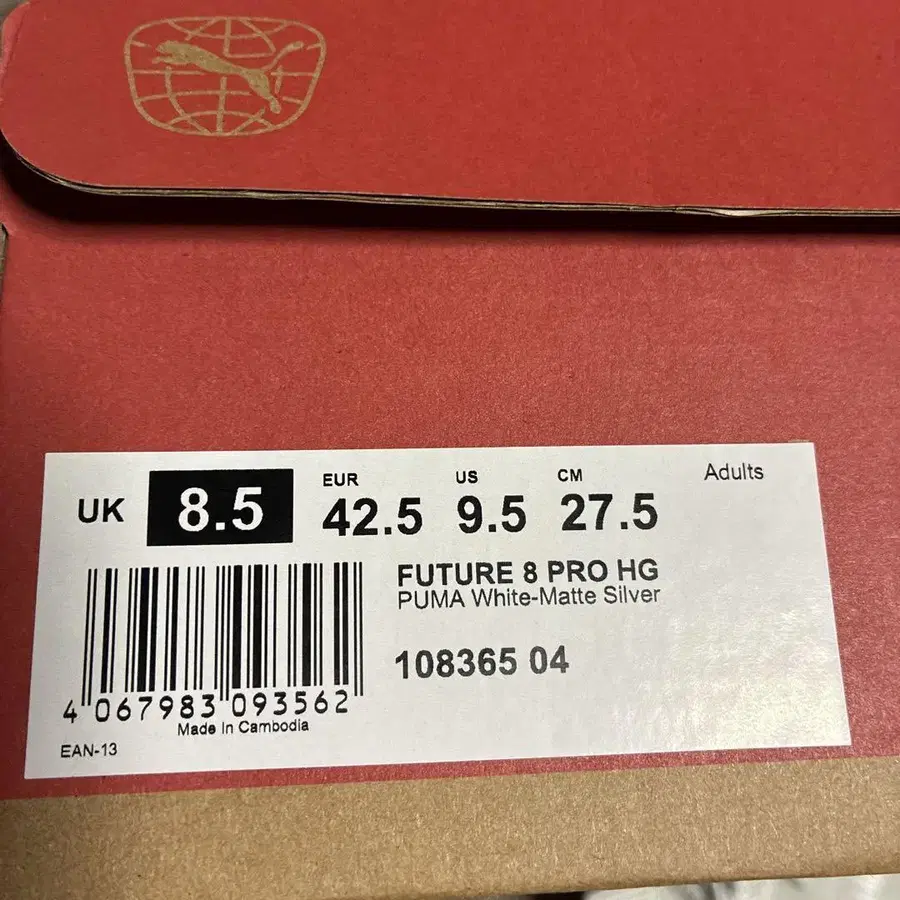 Adults
EUR US CM
UK 8.5 42.5 9.5 27.5
FUTURE 8 PRO HG
PUMA White-Matte Silver
108365 04
4 067983 093562
Made In Cambodia
EAN-13